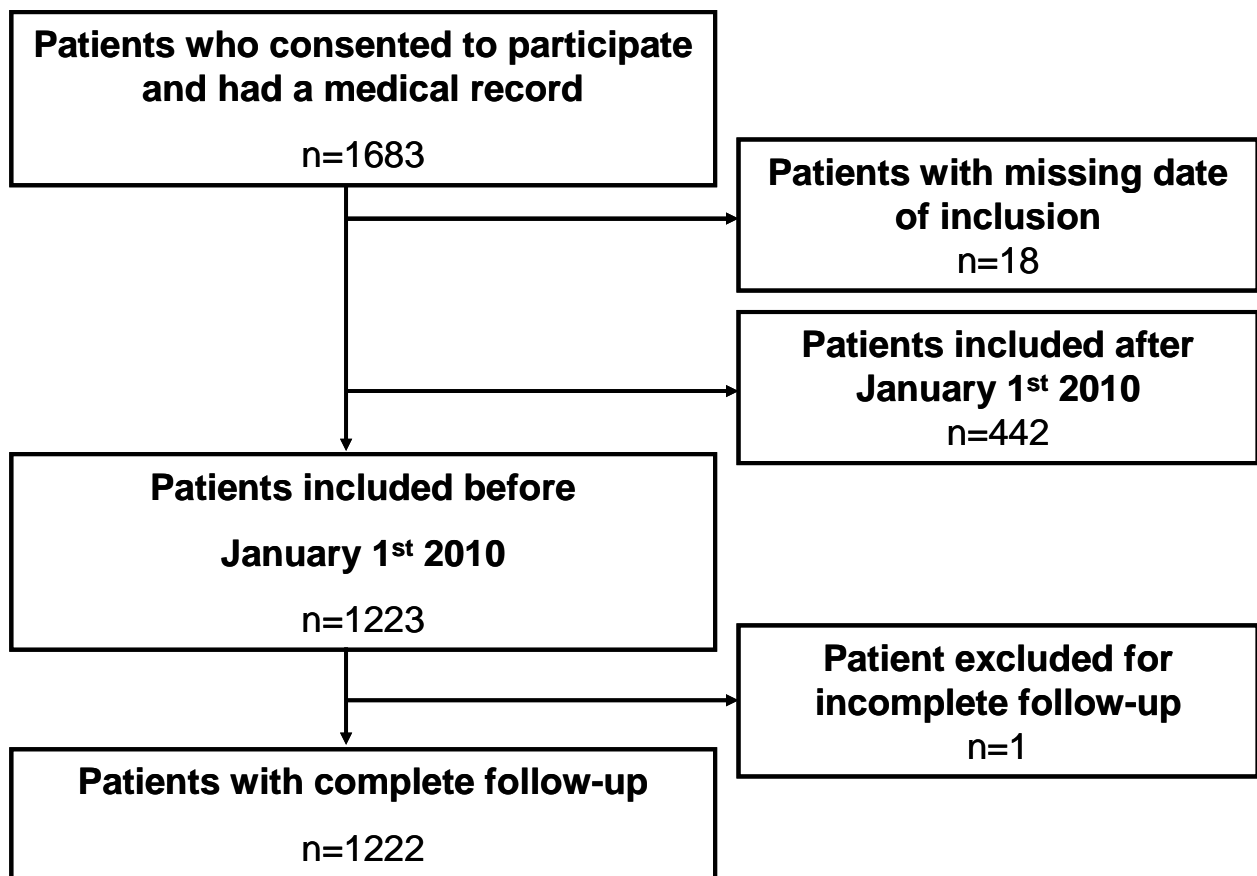 Patients who consented to participate
and had a medical record
n=1683
Patients with missing date
of inclusion
n=18
Patients included after
January 1st 2010
n=442
Patients included before
January 1st 2010
n=1223
Patient excluded for
incomplete follow-up
n=1
Patients with complete follow-up
n=1222